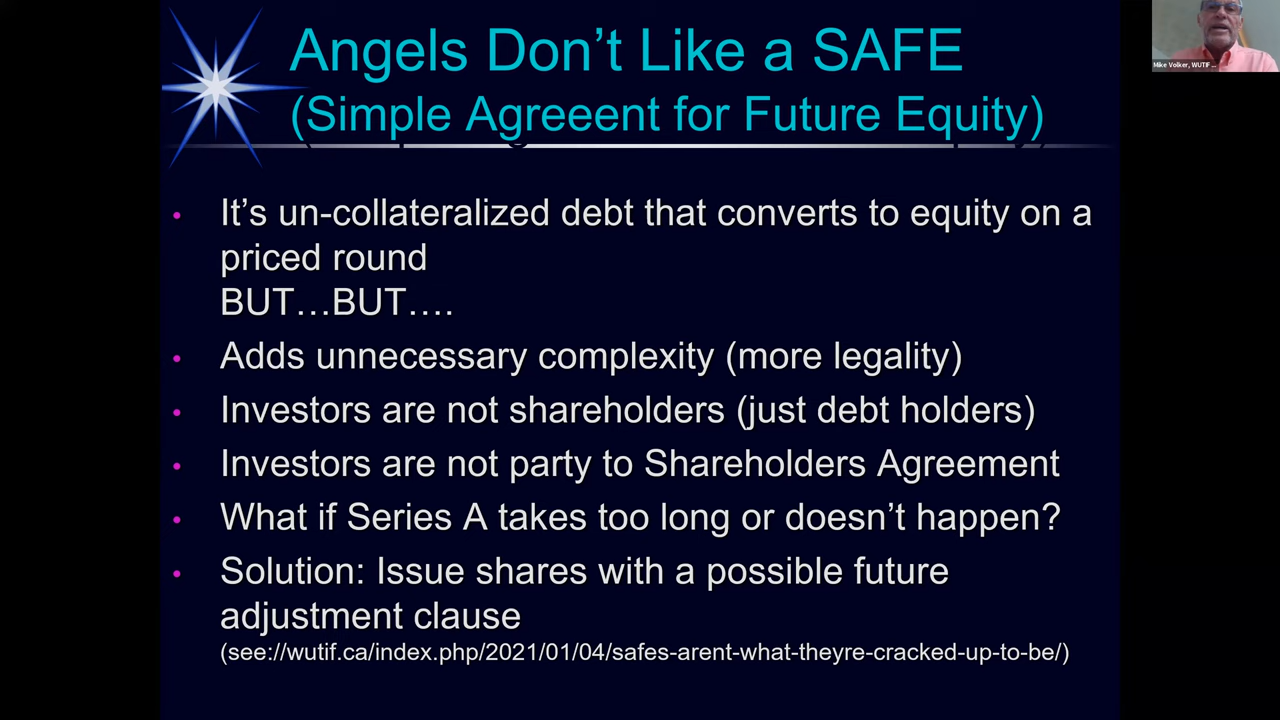 Angels Don't Like a SAFE
(Simple Agreeent for Future Equity)
Mike Volker, WUTIF ...
• It's un-collateralized debt that converts to equity on a
priced round
BUT…BUT….
• Adds unnecessary complexity (more legality)
• Investors are not shareholders (just debt holders)
• Investors are not party to Shareholders Agreement
• What if Series A takes too long or doesn't happen?
• Solution: Issue shares with a possible future
adjustment clause
(see://wutif.ca/index.php/2021/01/04/safes-arent-what-theyre-cracked-up-to-be/)